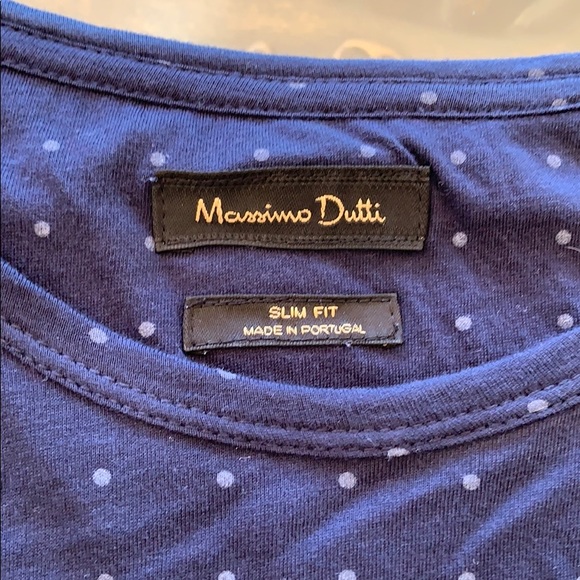 Massimo Dutti
SLIM FIT
MADE IN PORTUGAL